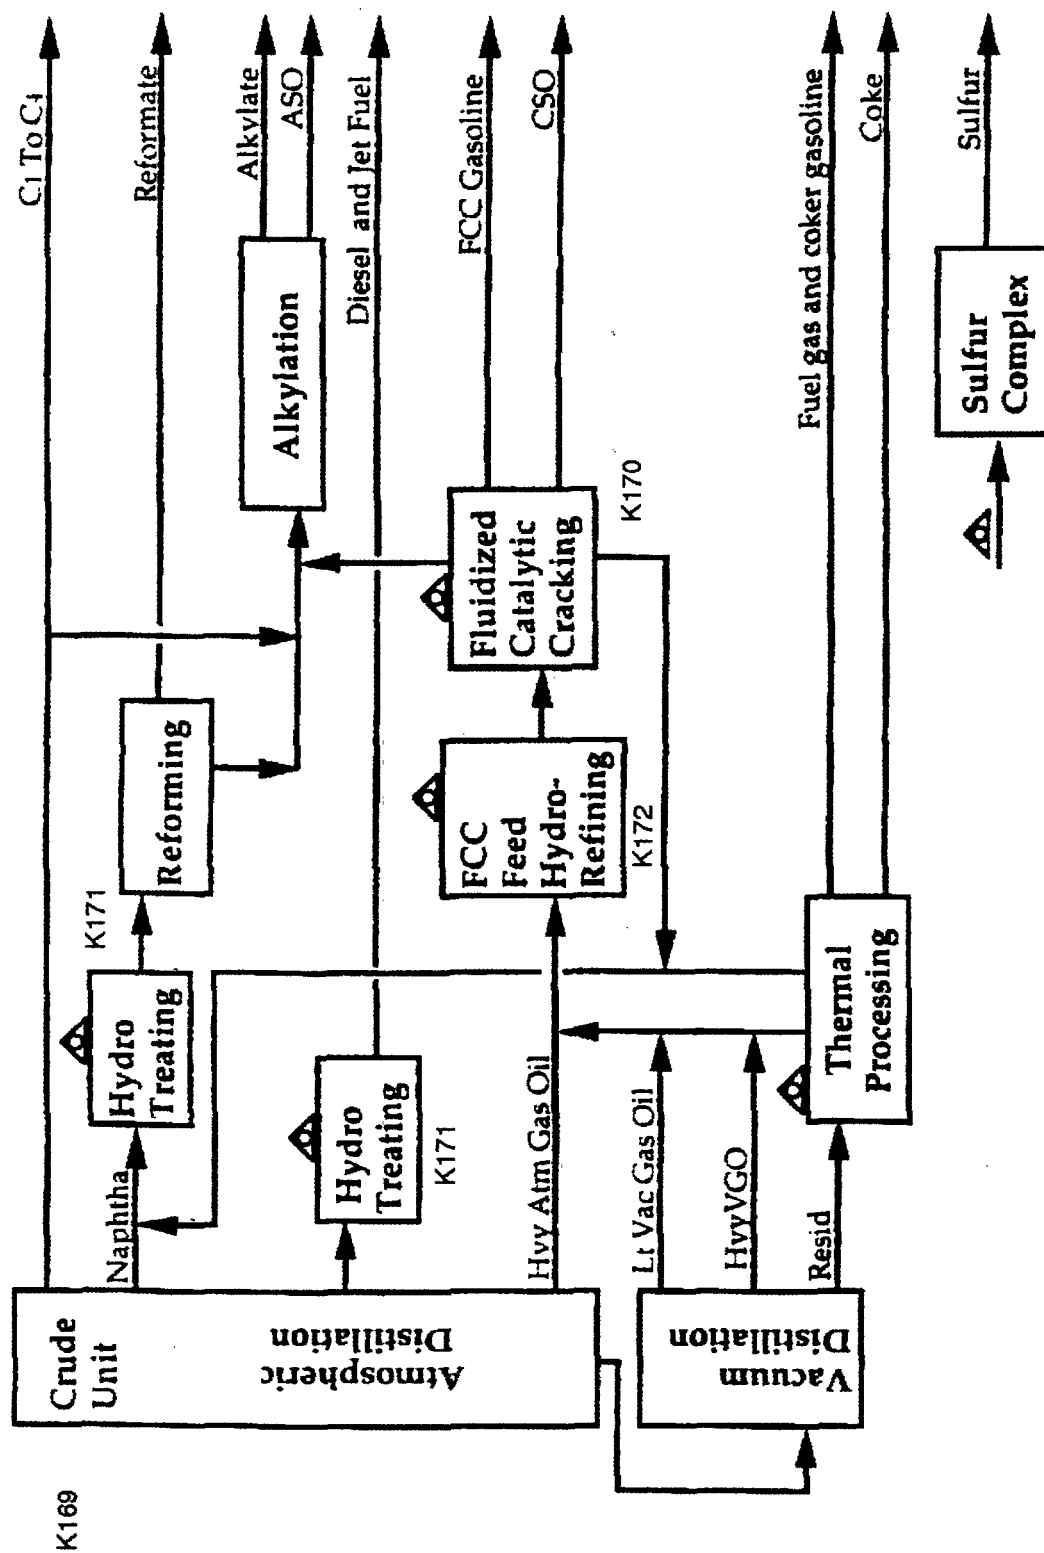 K169
Crude
Unit
Atmospheric
Distillation
Vacuum
Distillation
Naphtha
Hvy Atm Gas Oil
Lt Vac Gas Oil
HvyVGO
Resid
Hydro
Treating
K171
Hydro
Treating
K171
Thermal
Processing
Reforming
FCC
Feed
Hydro-
Refining
K172
Fluidized
Catalytic
Cracking
K170
Alkylation
Sulfur
Complex
C1 To C4
Reformate
Alkylate
ASO
Diesel and Jet Fuel
FCC Gasoline
CSO
Fuel gas and coker gasoline
Coke
Sulfur